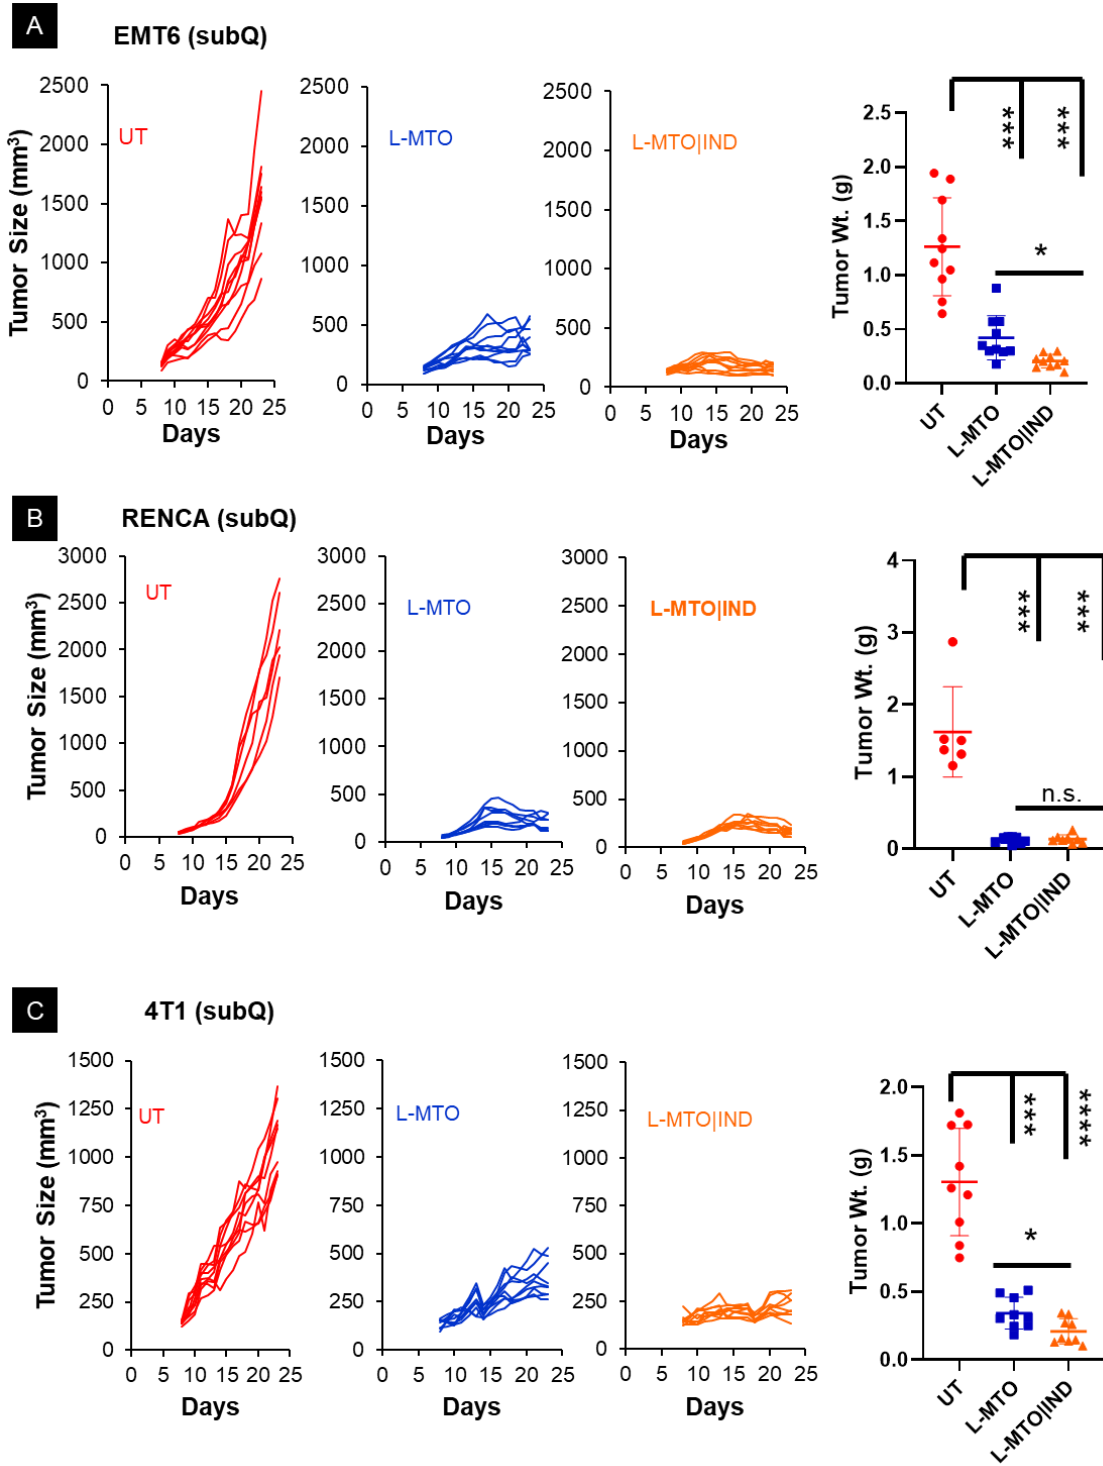 A
EMT6 (subQ)
Tumor Size (mm³)
2500
2000
1500
1000
500
0
0 5 10 15 20 25
Days
UT
2500
2000
1500
1000
500
0
0 5 10 15 20 25
Days
L-MTO
2500
2000
1500
1000
500
0
0 5 10 15 20 25
Days
L-MTO|IND
Tumor Wt. (g)
2.5
2.0
1.5
1.0
0.5
0.0
***
***
*
UT
L-MTO
L-MTO|IND
B
RENCA (subQ)
Tumor Size (mm³)
3000
2500
2000
1500
1000
500
0
0 5 10 15 20 25
Days
UT
3000
2500
2000
1500
1000
500
0
0 5 10 15 20 25
Days
L-MTO
3000
2500
2000
1500
1000
500
0
0 5 10 15 20 25
Days
L-MTO|IND
Tumor Wt. (g)
4
3
2
1
0
***
***
n.s.
UT
L-MTO
L-MTO|IND
C
4T1 (subQ)
Tumor Size (mm³)
1500
1250
1000
750
500
250
0
0 5 10 15 20 25
Days
UT
1500
1250
1000
750
500
250
0
0 5 10 15 20 25
Days
L-MTO
1500
1250
1000
750
500
250
0
0 5 10 15 20 25
Days
L-MTO|IND
Tumor Wt. (g)
2.0
1.5
1.0
0.5
0.0
***
****
*
UT
L-MTO
L-MTO|IND